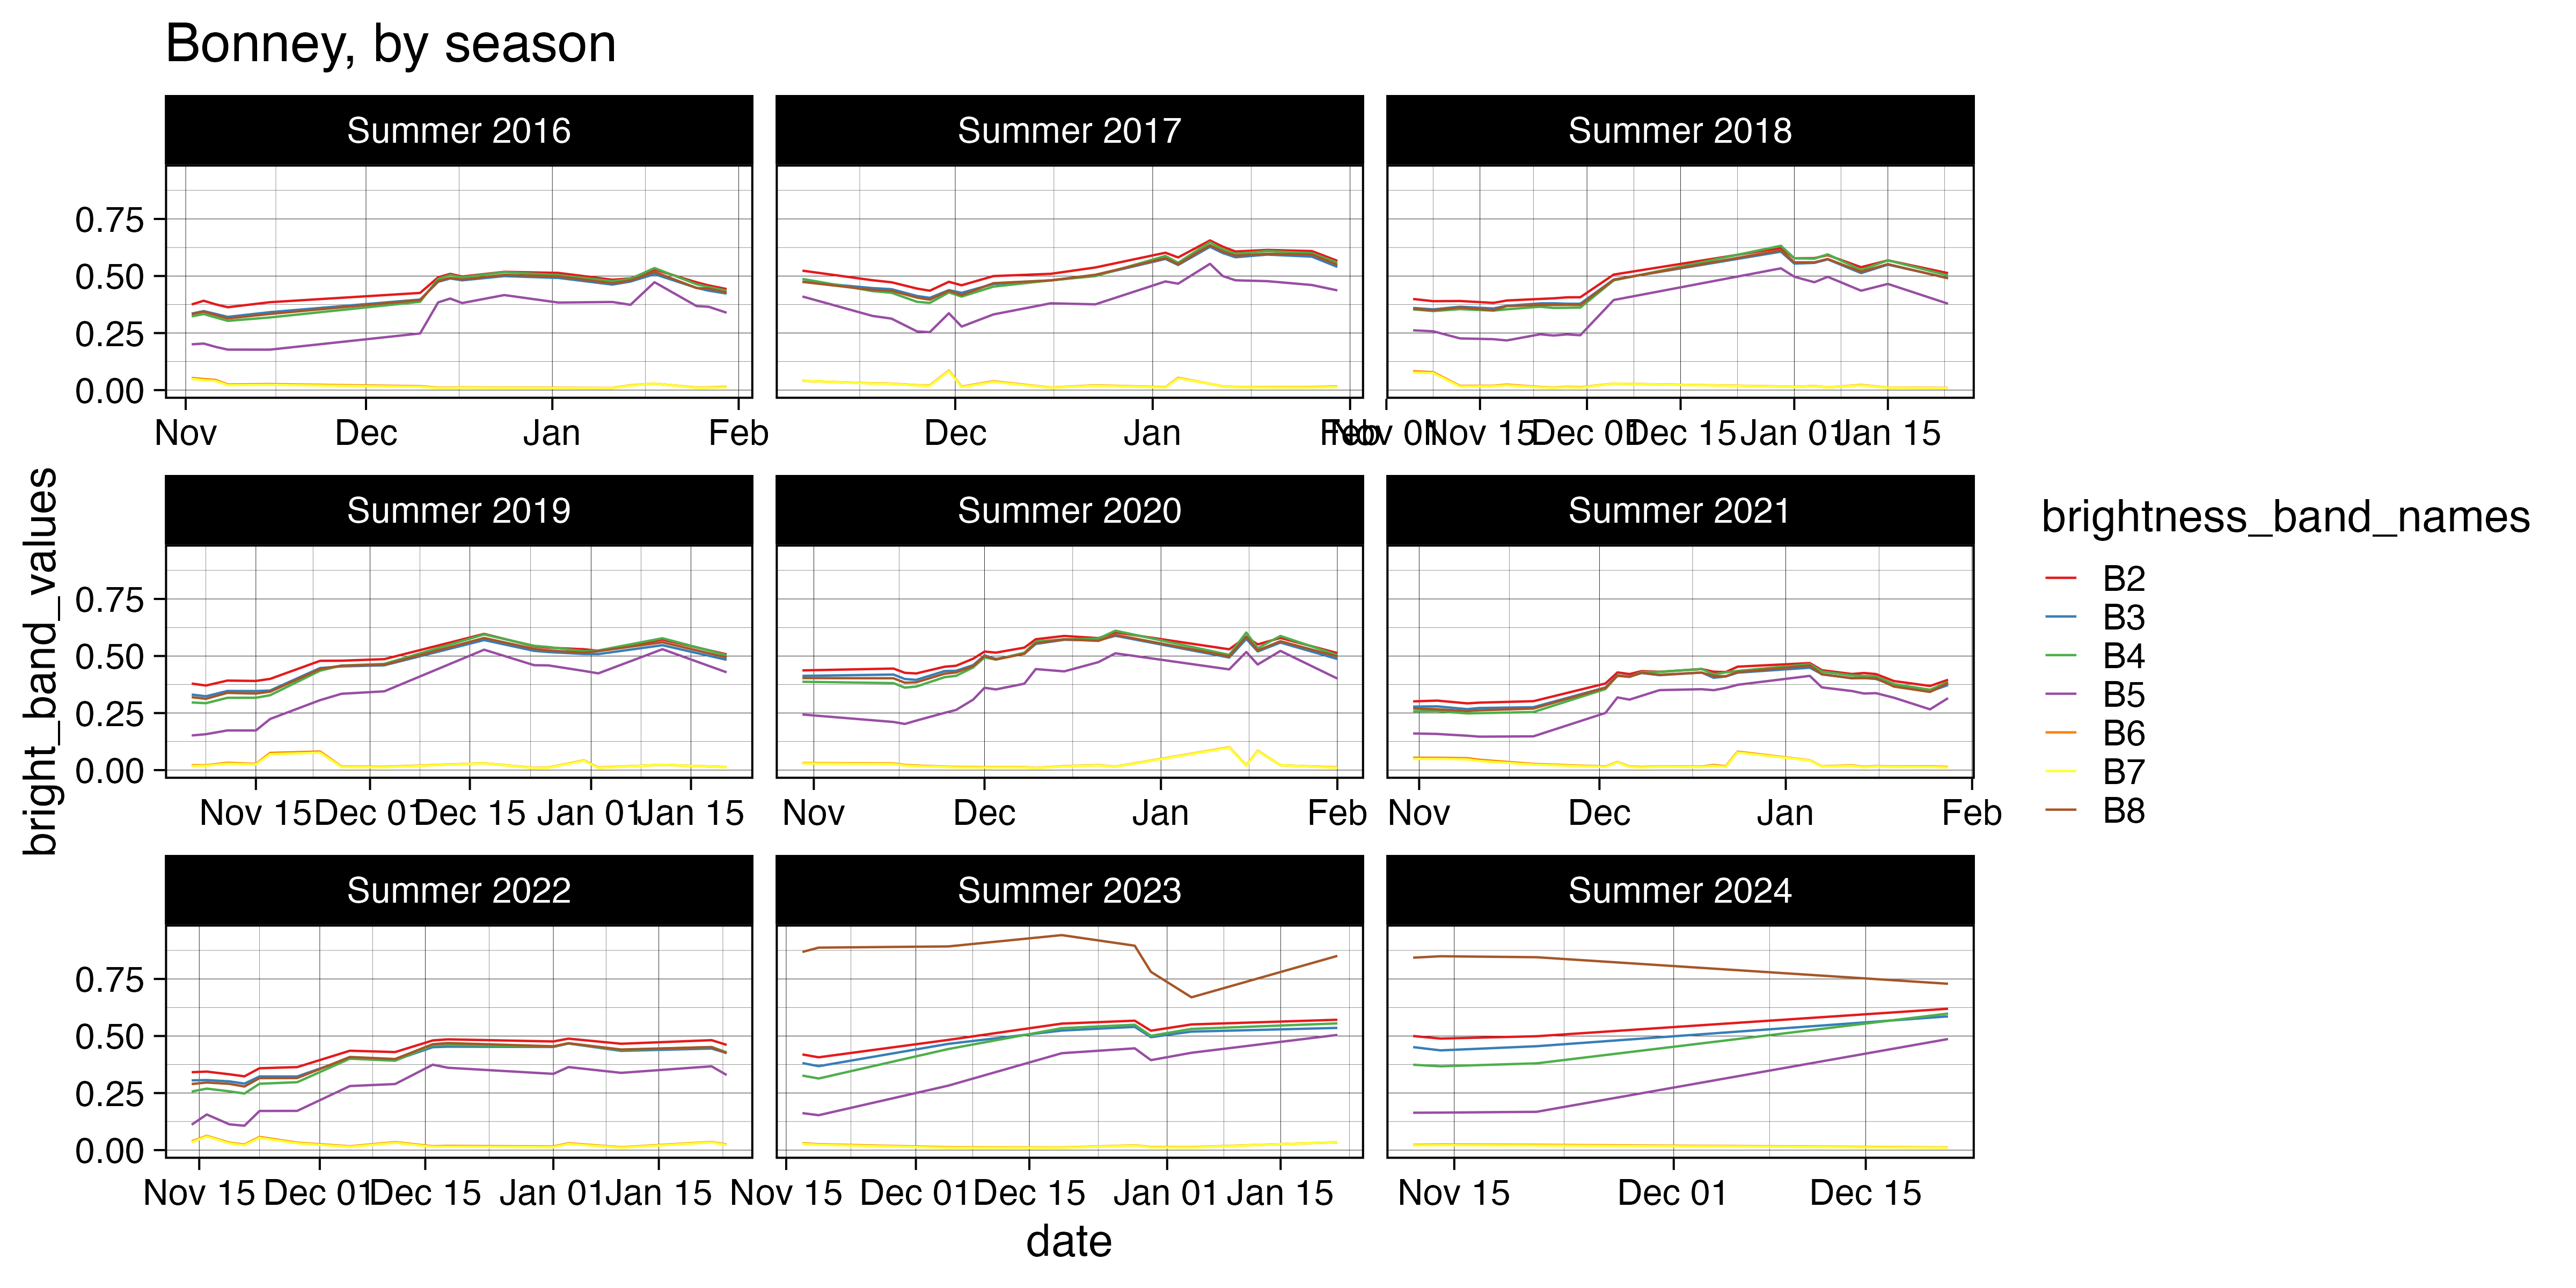 Bonney, by season
Summer 2016
Summer 2017
Summer 2018
0.75
0.50
0.25
0.00
Nov Dec Jan Feb
Dec Jan Feb
Nov 01 Nov 15 Dec 01 Dec 15 Jan 01 Jan 15
Summer 2019
Summer 2020
Summer 2021
0.75
0.50
0.25
0.00
Nov 15 Dec 01 Dec 15 Jan 01 Jan 15
Nov Dec Jan Feb
Nov Dec Jan Feb
Summer 2022
Summer 2023
Summer 2024
0.75
0.50
0.25
0.00
Nov 15 Dec 01 Dec 15 Jan 01 Jan 15
Nov 15 Dec 01 Dec 15 Jan 01 Jan 15
Nov 15 Dec 01 Dec 15
date
bright_band_values
brightness_band_names
B2
B3
B4
B5
B6
B7
B8